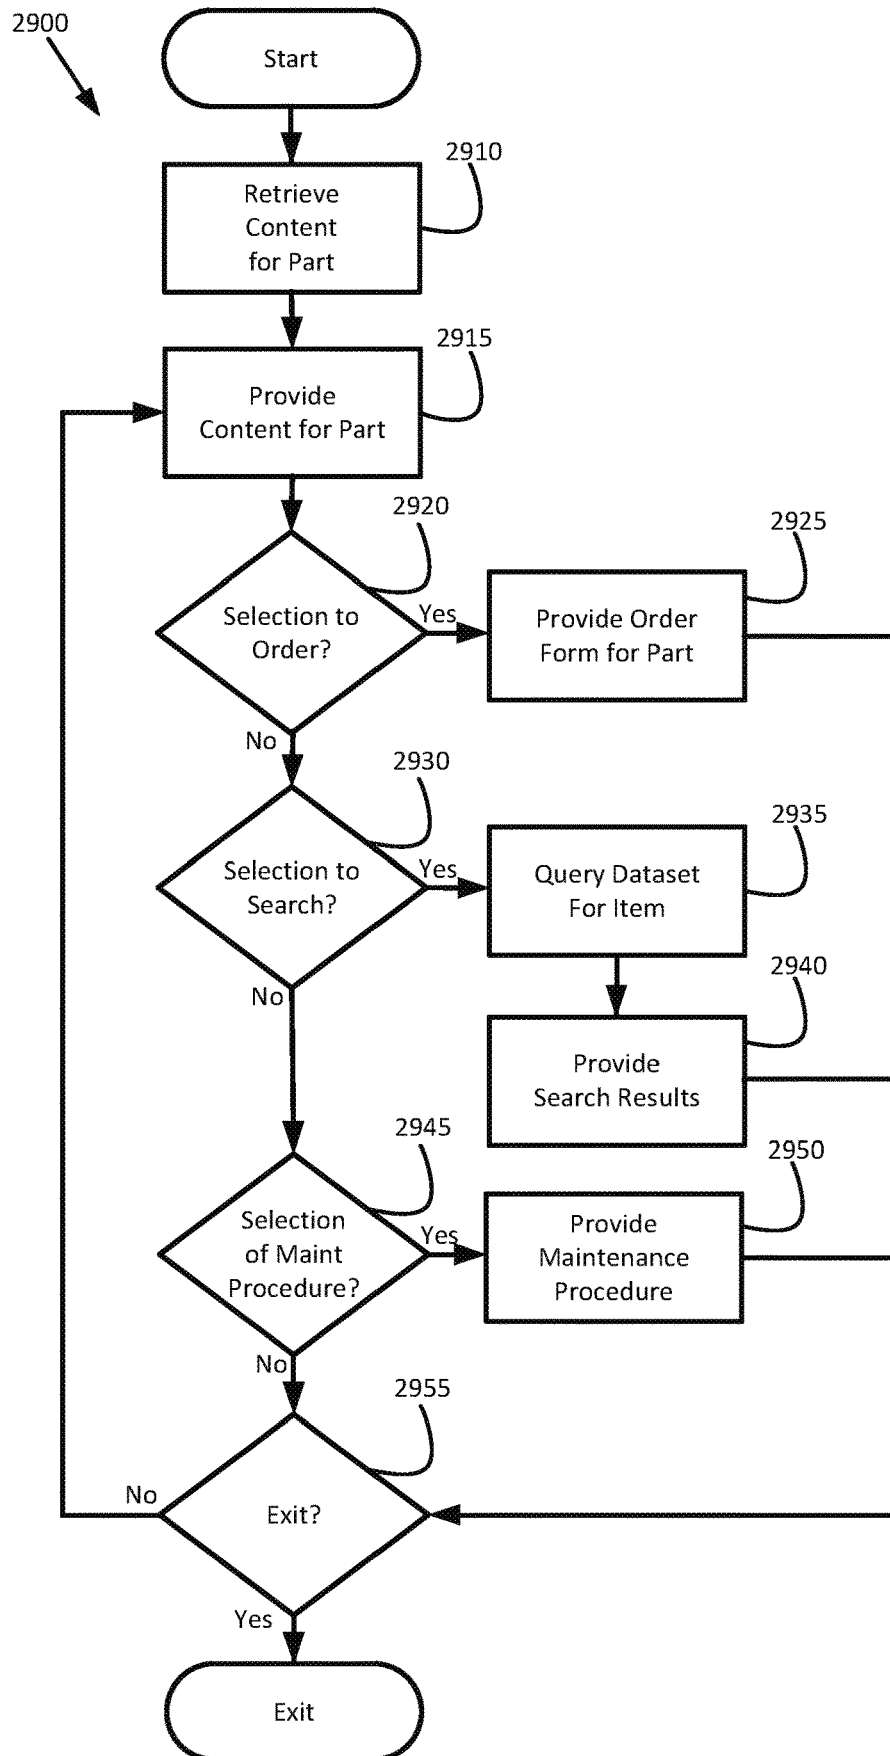 2900
Start
2910
Retrieve
Content
for Part
2915
Provide
Content for Part
2920
Selection to
Order?
Yes
2925
Provide Order
Form for Part
No
2930
Selection to
Search?
Yes
2935
Query Dataset
For Item
No
2940
Provide
Search Results
2945
Selection
of Maint
Procedure?
Yes
2950
Provide
Maintenance
Procedure
No
2955
Exit?
No
Yes
Exit